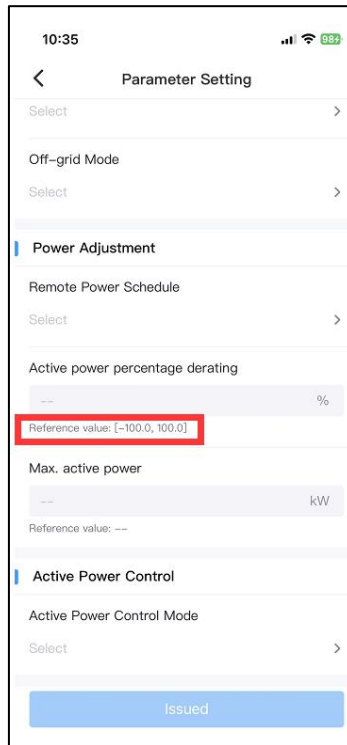 10:35
98
Parameter Setting
Select
Off-grid Mode
Select
Power Adjustment
Remote Power Schedule
Select
Active power percentage derating
-- %
Reference value: [-100.0, 100.0]
Max. active power
-- kW
Reference value: --
Active Power Control
Active Power Control Mode
Select
Issued